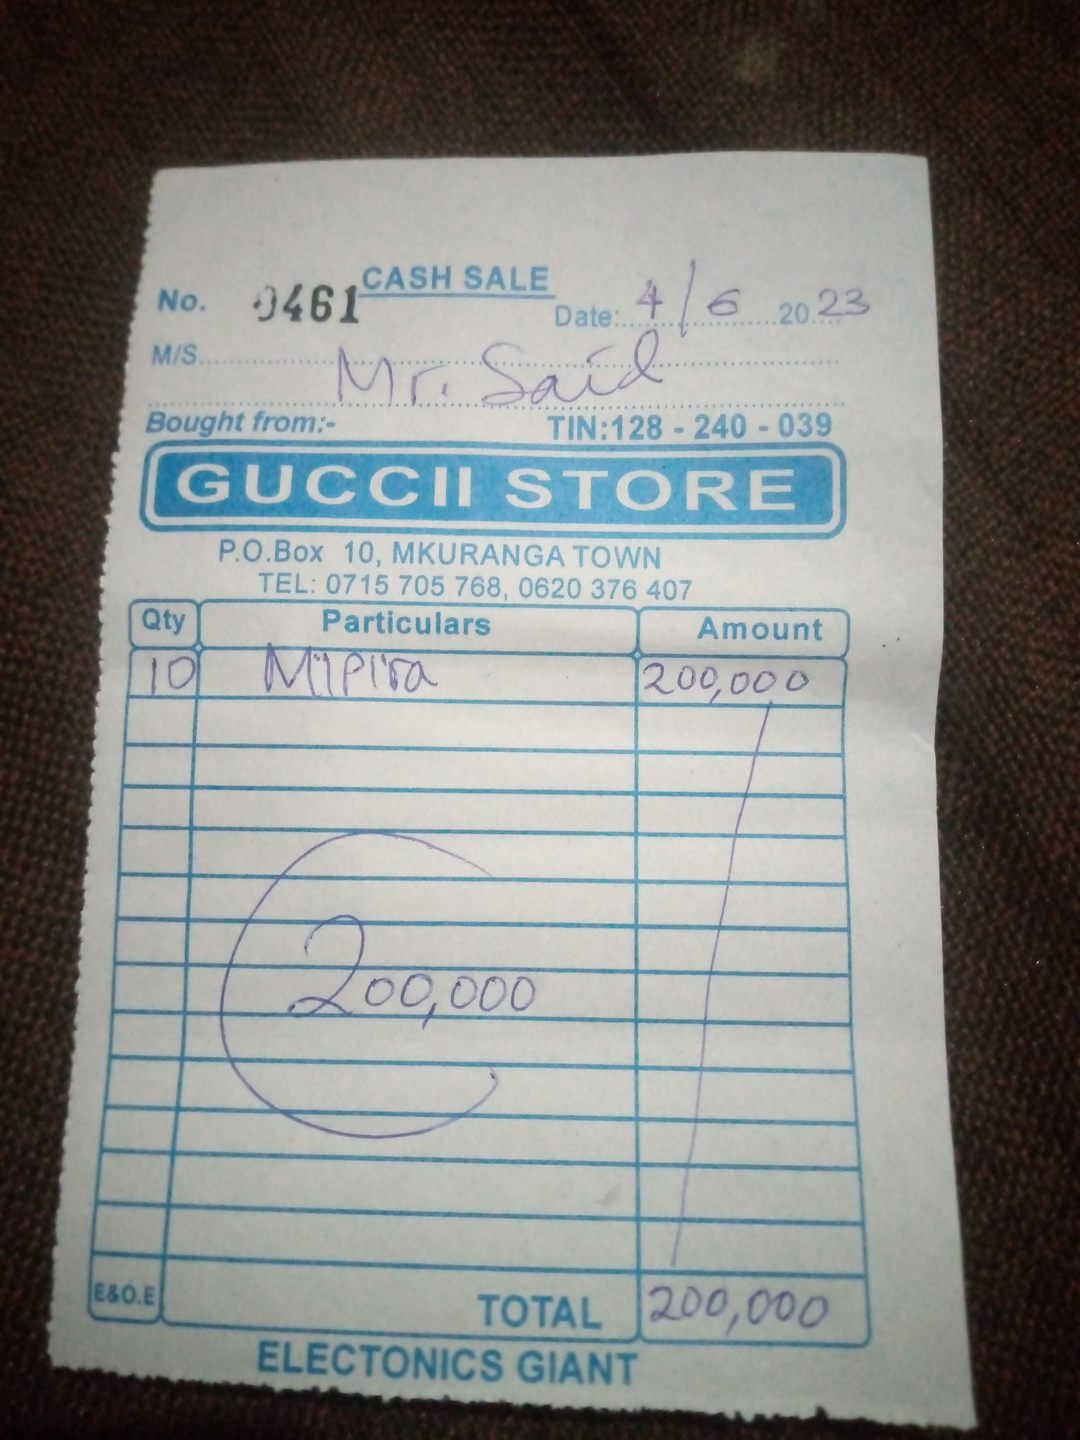 CASH SALE
No. 0461 Date: 4/6 2023
M/S Mr. Said
Bought from:- TIN:128 - 240 - 039
GUCCII STORE
P.O.Box 10, MKURANGA TOWN
TEL: 0715 705 768, 0620 376 407
Qty Particulars Amount
10 Mipira 200,000
200,000
E&O.E TOTAL 200,000
ELECTONICS GIANT